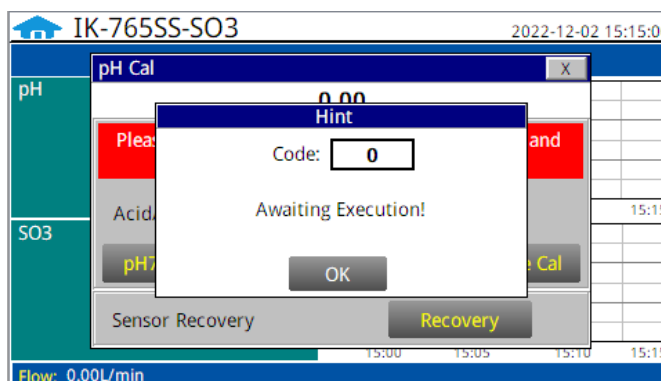 IK-765SS-SO3
2022-12-02 15:15:0
pH Cal
X
pH
0.00
Hint
Code: 0
and
Awaiting Execution!
15:1
SO3
Cal
OK
Sensor Recovery
Recovery
15:00 15:05 15:10 15:1
Flow: 0.00L/min